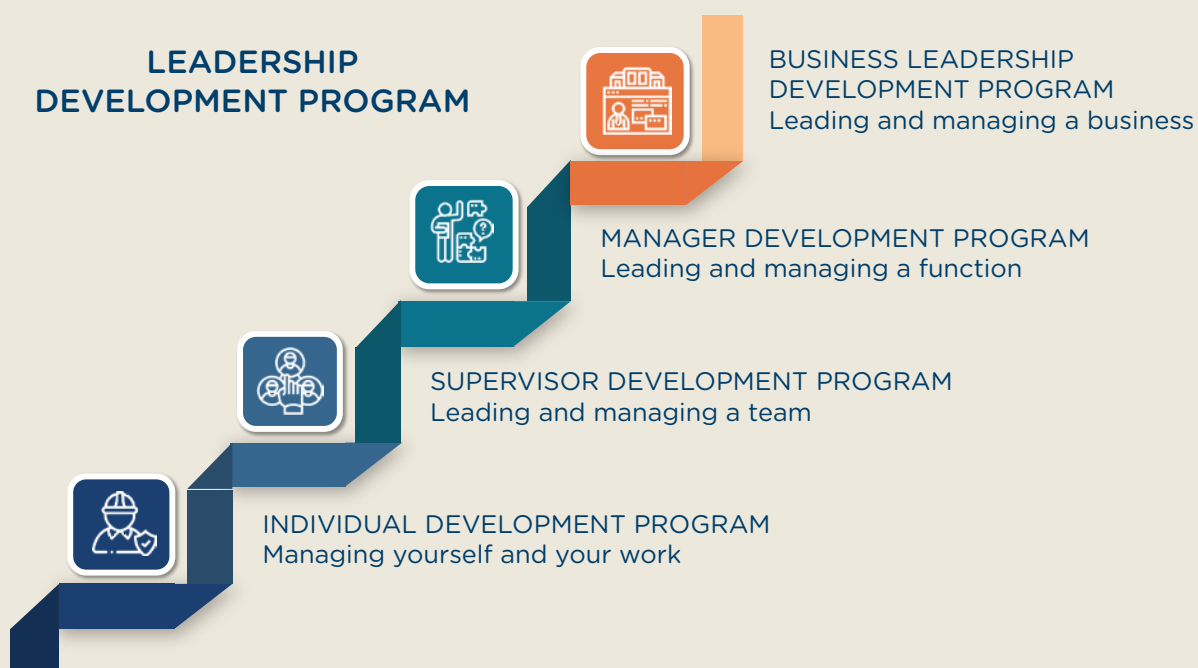 LEADERSHIP
DEVELOPMENT PROGRAM
BUSINESS LEADERSHIP
DEVELOPMENT PROGRAM
Leading and managing a business
MANAGER DEVELOPMENT PROGRAM
Leading and managing a function
SUPERVISOR DEVELOPMENT PROGRAM
Leading and managing a team
INDIVIDUAL DEVELOPMENT PROGRAM
Managing yourself and your work